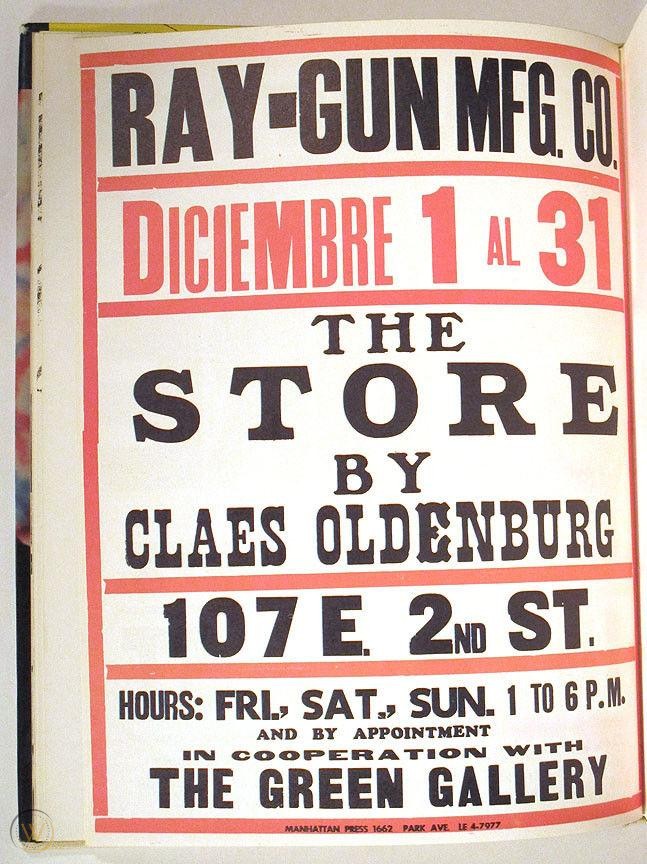 RAY-GUN MFG. CO.
DICIEMBRE 1 AL 31
THE
STORE
BY
CLAES OLDENBURG
107 E. 2ND ST.
HOURS: FRI., SAT., SUN. 1 TO 6 P.M.
AND BY APPOINTMENT
IN COOPERATION WITH
THE GREEN GALLERY
MANHATTAN PRESS 1662 PARK AVE. LE 4-7977